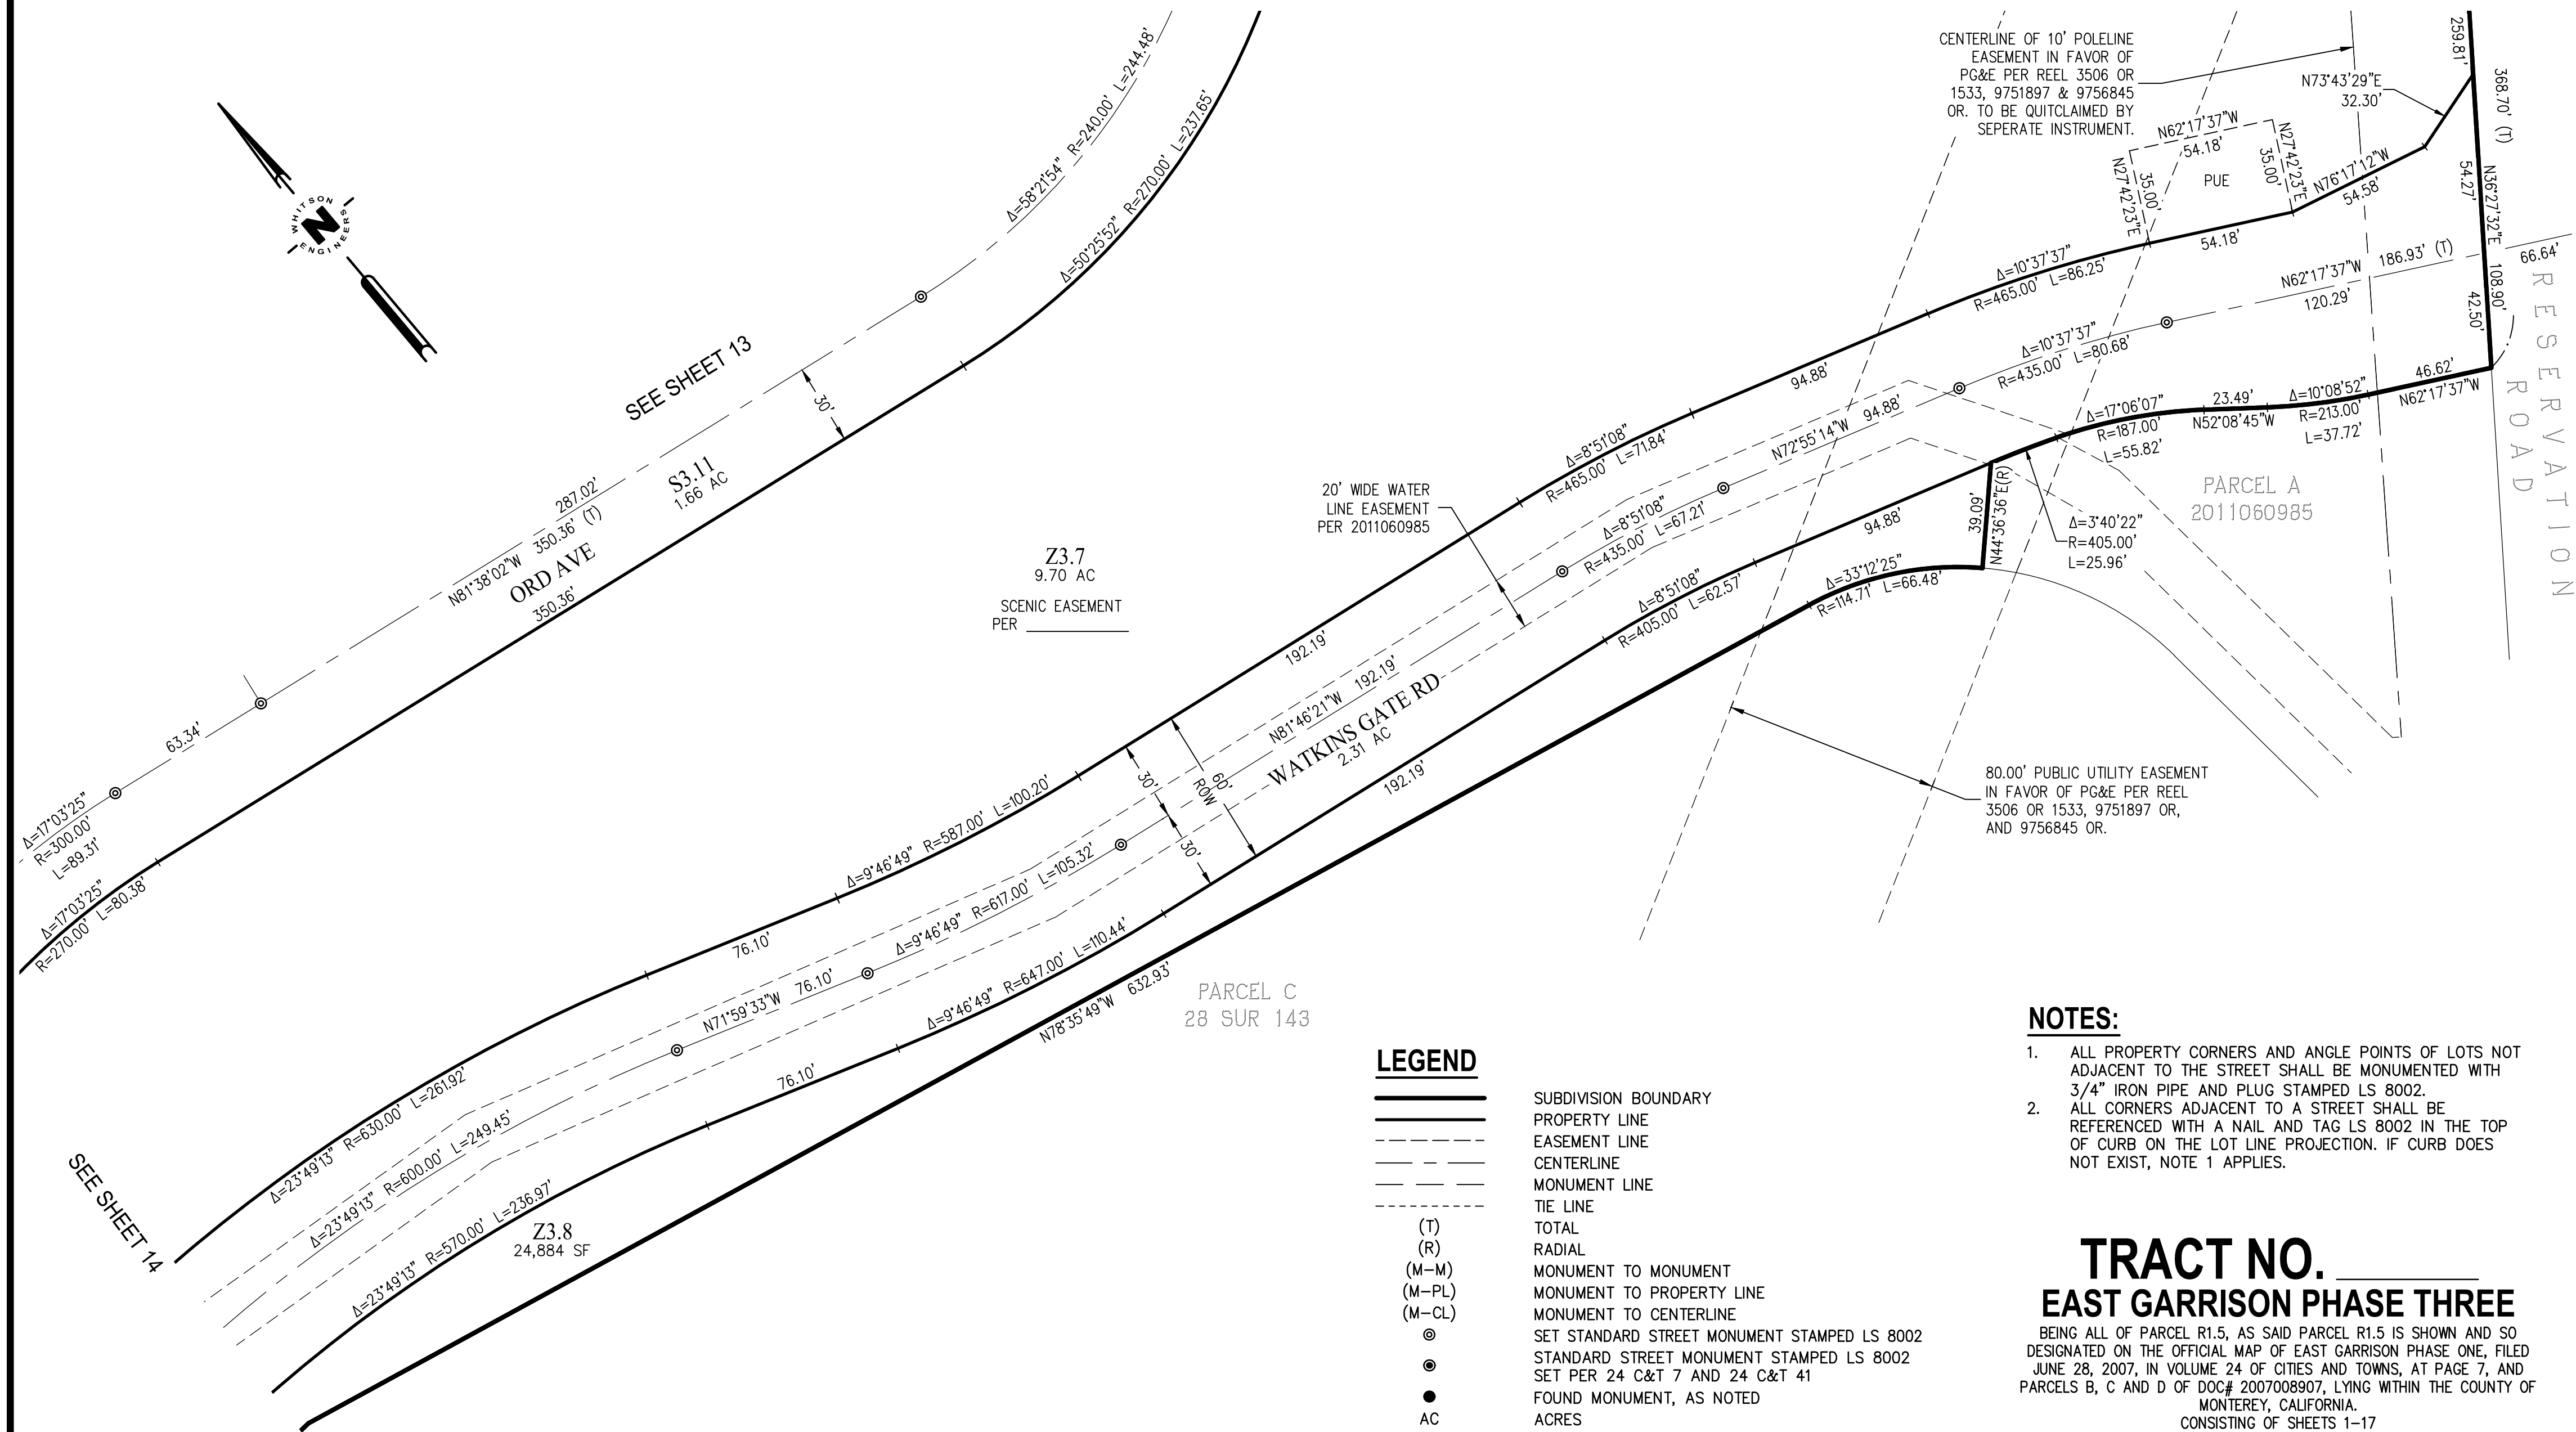 CENTERLINE OF 10' POLELINE
EASEMENT IN FAVOR OF
PG&E PER REEL 3506 OR
1533, 9751897 & 9756845
OR. TO BE QUITCLAIMED BY
SEPERATE INSTRUMENT.
N73°43'29"E
32.30'
259.81'
368.70' (T)
N36°27'32"E
54.27'
108.90'
42.50'
66.64'
RESERVATION
ROAD
N62°17'37"W
54.18'
N27°42'23"E
35.00'
PUE
N27°42'23"E
35.00'
N76°17'12"W
54.58'
54.18'
N62°17'37"W 186.93' (T)
120.29'
Δ=10°37'37"
R=465.00' L=86.25'
Δ=10°37'37"
R=435.00' L=80.68'
46.62'
N62°17'37"W
Δ=10°08'52"
R=213.00'
L=37.72'
23.49'
N52°08'45"W
Δ=17°06'07"
R=187.00'
L=55.82'
PARCEL A
2011060985
Δ=3°40'22"
R=405.00'
L=25.96'
39.09'
N44°36'36"E(R)
Δ=33°12'25"
R=114.71' L=66.48'
94.88'
N72°55'14"W 94.88'
94.88'
Δ=8°51'08"
R=465.00' L=71.84'
Δ=8°51'08"
R=435.00' L=67.21'
Δ=8°51'08"
R=405.00' L=62.57'
20' WIDE WATER
LINE EASEMENT
PER 2011060985
80.00' PUBLIC UTILITY EASEMENT
IN FAVOR OF PG&E PER REEL
3506 OR 1533, 9751897 OR,
AND 9756845 OR.
WHITSON
N
ENGINEERS
Δ=58°21'54" R=240.00' L=244.48'
Δ=50°25'52" R=270.00' L=237.65'
SEE SHEET 13
30'
S3.11
1.66 AC
287.02'
N81°38'02"W 350.36' (T)
ORD AVE
350.36'
63.34'
Δ=17°03'25"
R=300.00'
L=89.31'
Δ=17°03'25"
R=270.00' L=80.38'
Z3.7
9.70 AC
SCENIC EASEMENT
PER
192.19'
N81°46'21"W 192.19'
WATKINS GATE RD
2.31 AC
192.19'
30'
60'
ROW
30'
Δ=9°46'49" R=587.00' L=100.20'
Δ=9°46'49" R=617.00' L=105.32'
Δ=9°46'49" R=647.00' L=110.44'
76.10'
N71°59'33"W 76.10'
76.10'
N78°35'49"W 632.93'
PARCEL C
28 SUR 143
Δ=23°49'13" R=630.00' L=261.92'
Δ=23°49'13" R=600.00' L=249.45'
Δ=23°49'13" R=570.00' L=236.97'
Z3.8
24,884 SF
SEE SHEET 14
LEGEND
SUBDIVISION BOUNDARY
PROPERTY LINE
EASEMENT LINE
CENTERLINE
MONUMENT LINE
TIE LINE
(T) TOTAL
(R) RADIAL
(M-M) MONUMENT TO MONUMENT
(M-PL) MONUMENT TO PROPERTY LINE
(M-CL) MONUMENT TO CENTERLINE
SET STANDARD STREET MONUMENT STAMPED LS 8002
STANDARD STREET MONUMENT STAMPED LS 8002
SET PER 24 C&T 7 AND 24 C&T 41
FOUND MONUMENT, AS NOTED
AC ACRES
NOTES:
1. ALL PROPERTY CORNERS AND ANGLE POINTS OF LOTS NOT
ADJACENT TO THE STREET SHALL BE MONUMENTED WITH
3/4" IRON PIPE AND PLUG STAMPED LS 8002.
2. ALL CORNERS ADJACENT TO A STREET SHALL BE
REFERENCED WITH A NAIL AND TAG LS 8002 IN THE TOP
OF CURB ON THE LOT LINE PROJECTION. IF CURB DOES
NOT EXIST, NOTE 1 APPLIES.
TRACT NO.
EAST GARRISON PHASE THREE
BEING ALL OF PARCEL R1.5, AS SAID PARCEL R1.5 IS SHOWN AND SO
DESIGNATED ON THE OFFICIAL MAP OF EAST GARRISON PHASE ONE, FILED
JUNE 28, 2007, IN VOLUME 24 OF CITIES AND TOWNS, AT PAGE 7, AND
PARCELS B, C AND D OF DOC# 2007008907, LYING WITHIN THE COUNTY OF
MONTEREY, CALIFORNIA.
CONSISTING OF SHEETS 1-17